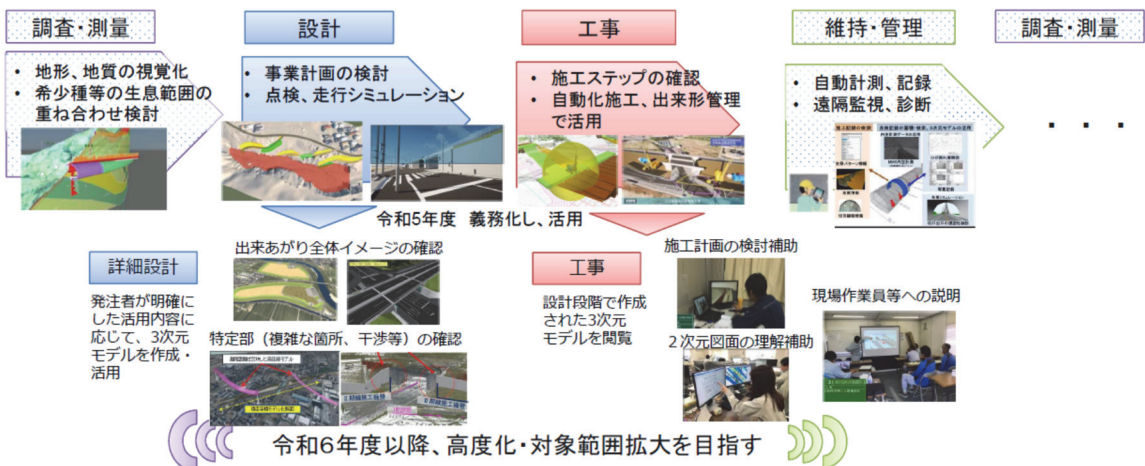 調査・測量
設計
工事
維持・管理
調査・測量
・ 地形、地質の視覚化
・ 希少種等の生息範囲の
重ね合わせ検討
・ 事業計画の検討
・ 点検、走行シミュレーション
・ 施工ステップの確認
・ 自動化施工、出来形管理
で活用
・ 自動計測、記録
・ 遠隔監視、診断
・・・
令和5年度 義務化し、活用
詳細設計
発注者が明確に
した活用内容に
応じて、3次元
モデルを作成・
活用
出来あがり全体イメージの確認
特定部（複雑な箇所、干渉等）の確認
工事
設計段階で作成
された3次元
モデルを閲覧
施工計画の検討補助
２次元図面の理解補助
現場作業員等への説明
令和６年度以降、高度化・対象範囲拡大を目指す